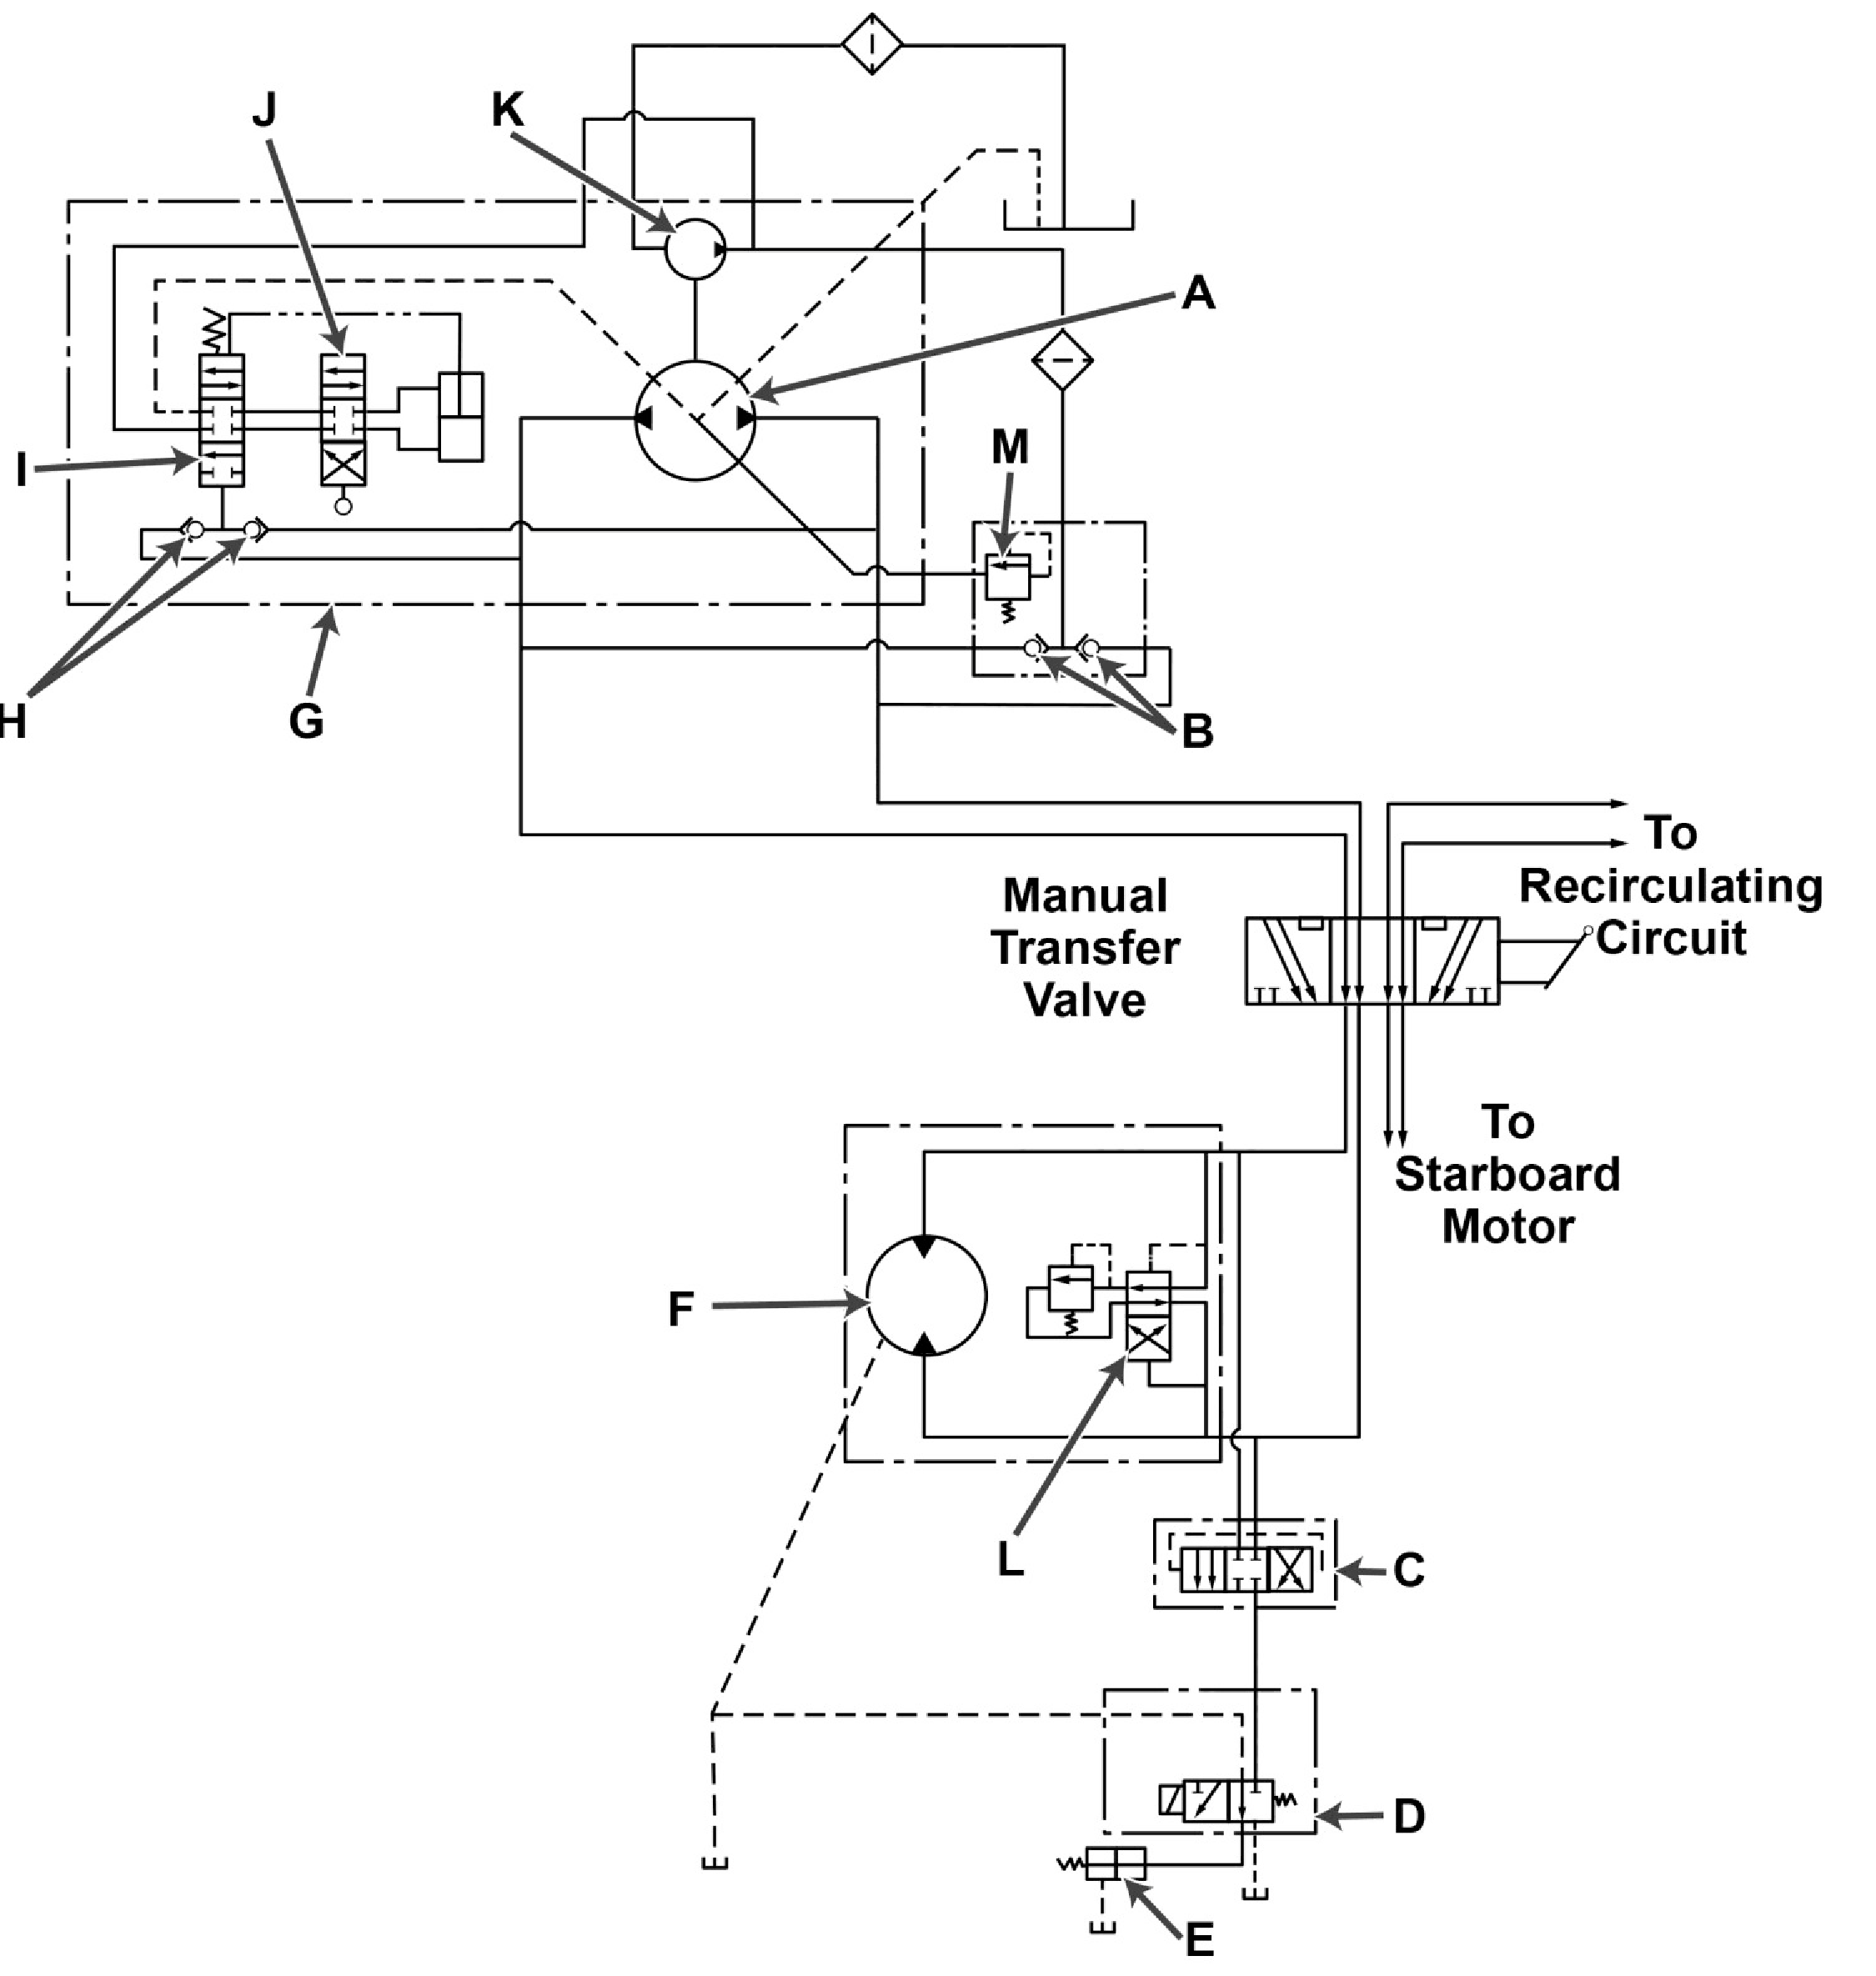 J
K
A
M
I
H
G
B
To
Recirculating
Circuit
Manual
Transfer
Valve
To
Starboard
Motor
F
L
C
D
E